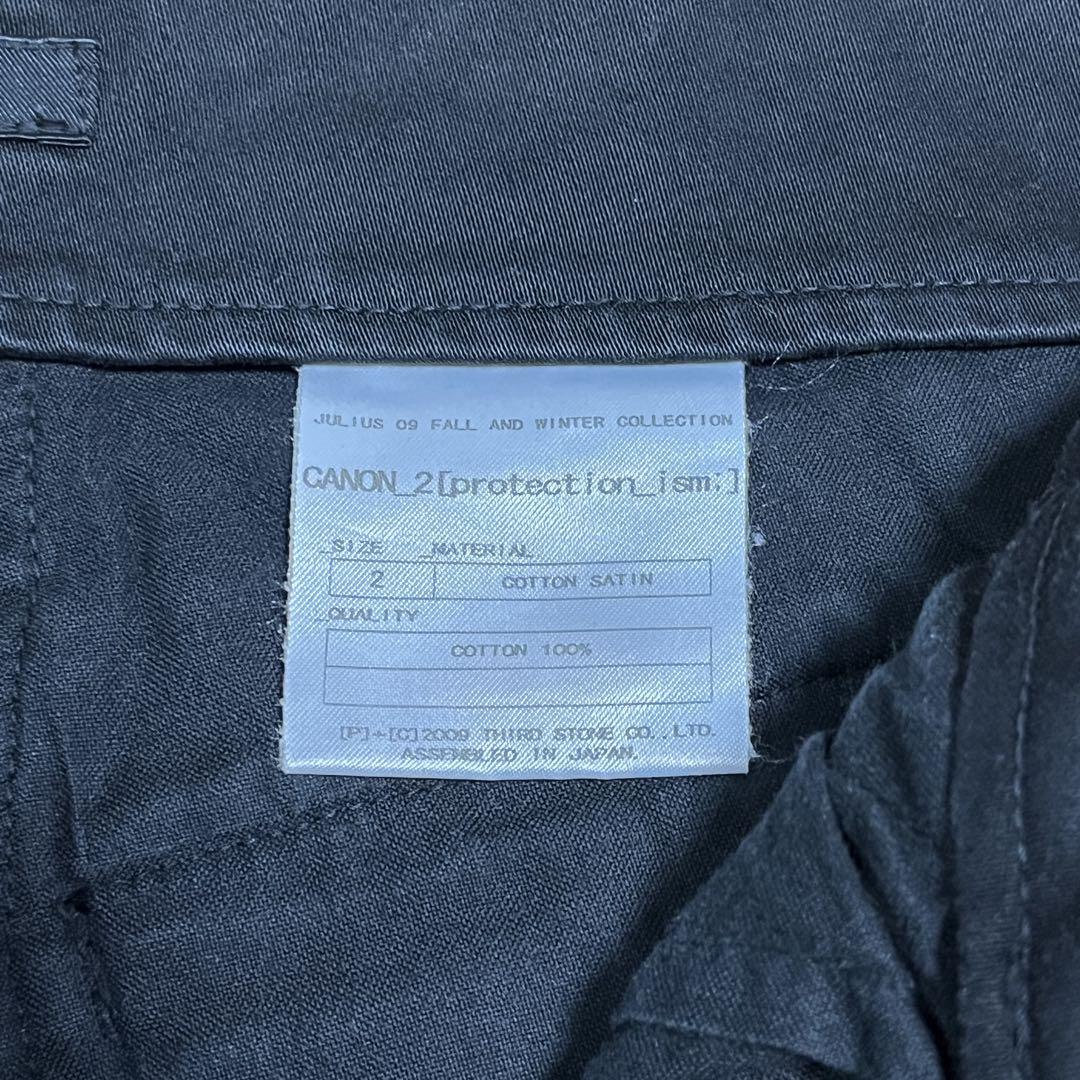 JULIUS 09 FALL AND WINTER COLLECTION
CANON_2[protection_ism;]
_SIZE _MATERIAL
2 COTTON SATIN
_QUALITY
COTTON 100%
[P]+[C]2009 THIRD STONE CO.,LTD.
ASSEMBLED IN JAPAN.